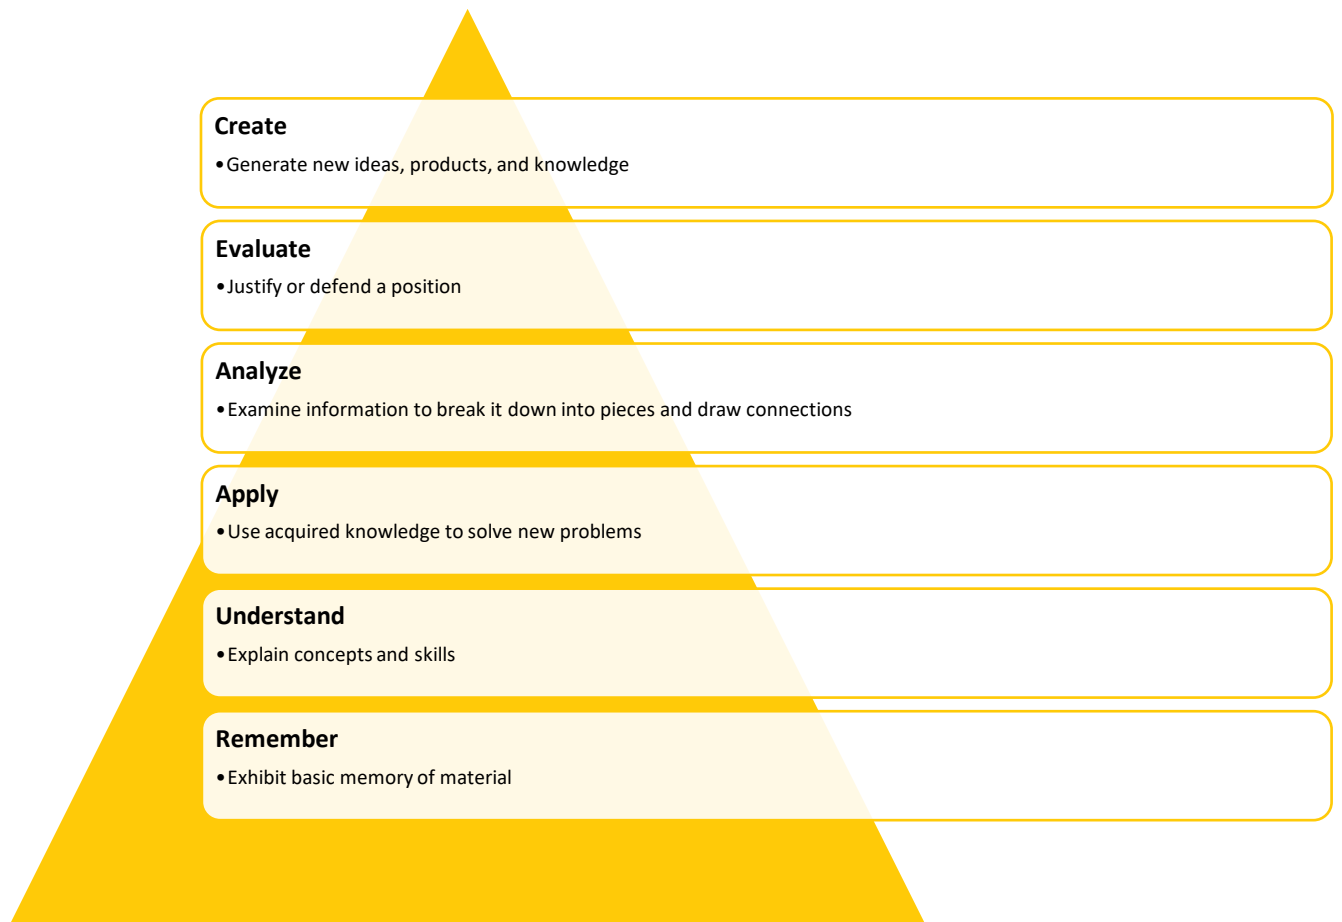 Create
•Generate new ideas, products, and knowledge
Evaluate
•Justify or defend a position
Analyze
•Examine information to break it down into pieces and draw connections
Apply
•Use acquired knowledge to solve new problems
Understand
•Explain concepts and skills
Remember
•Exhibit basic memory of material